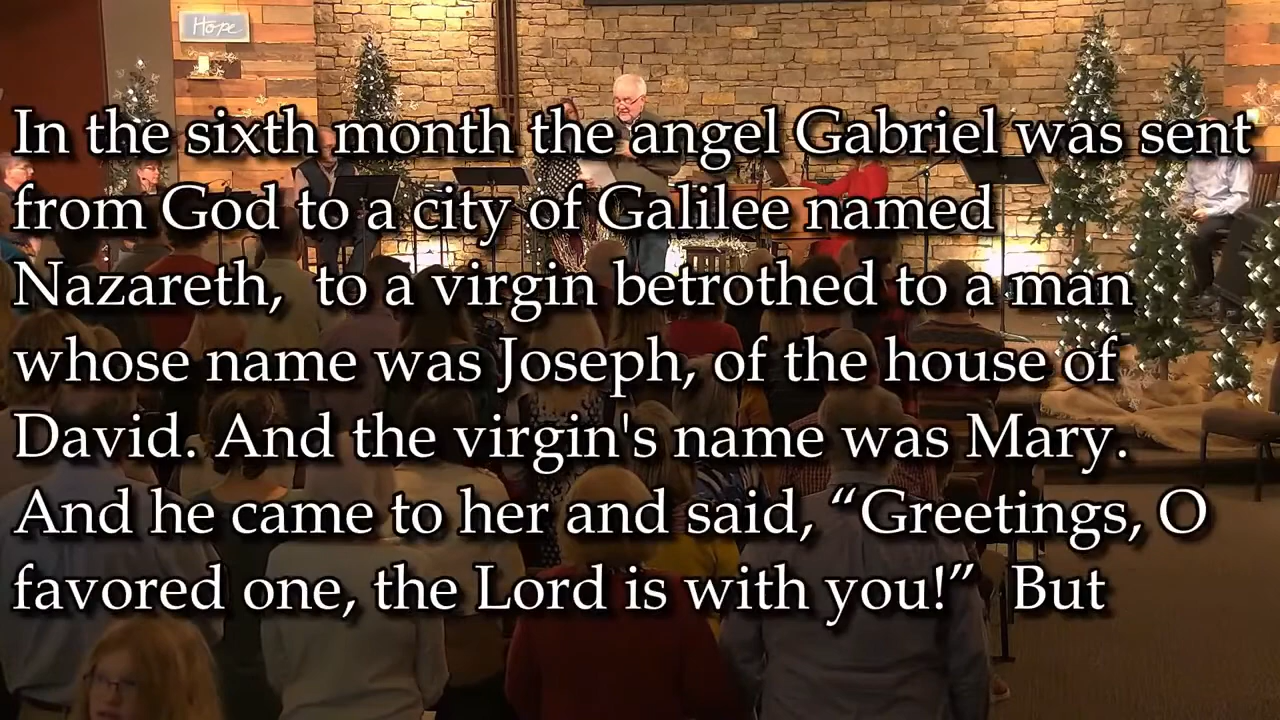 Hope
In the sixth month the angel Gabriel was sent
from God to a city of Galilee named
Nazareth,  to a virgin betrothed to a man
whose name was Joseph, of the house of
David. And the virgin's name was Mary.
And he came to her and said, “Greetings, O
favored one, the Lord is with you!”  But